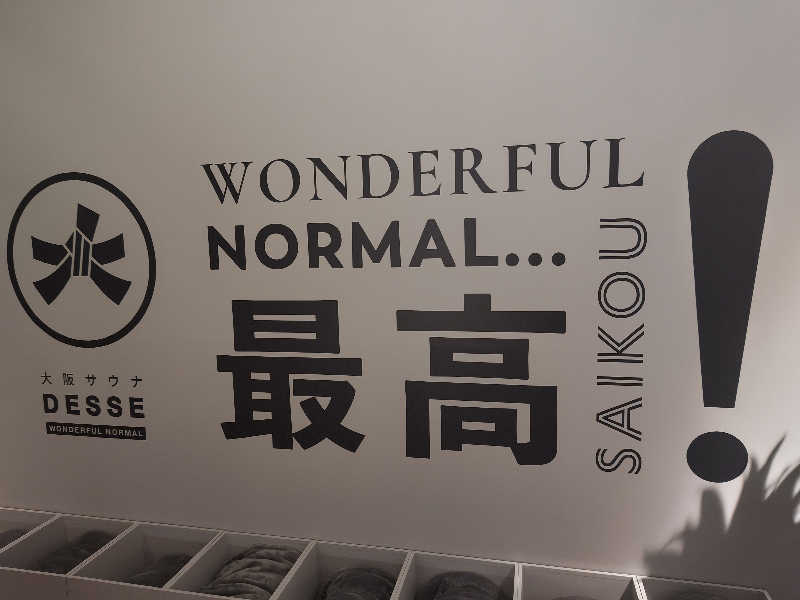 大阪サウナ
DESSE
WONDERFUL NORMAL
WONDERFUL
NORMAL...
最高
SAIKOU
!